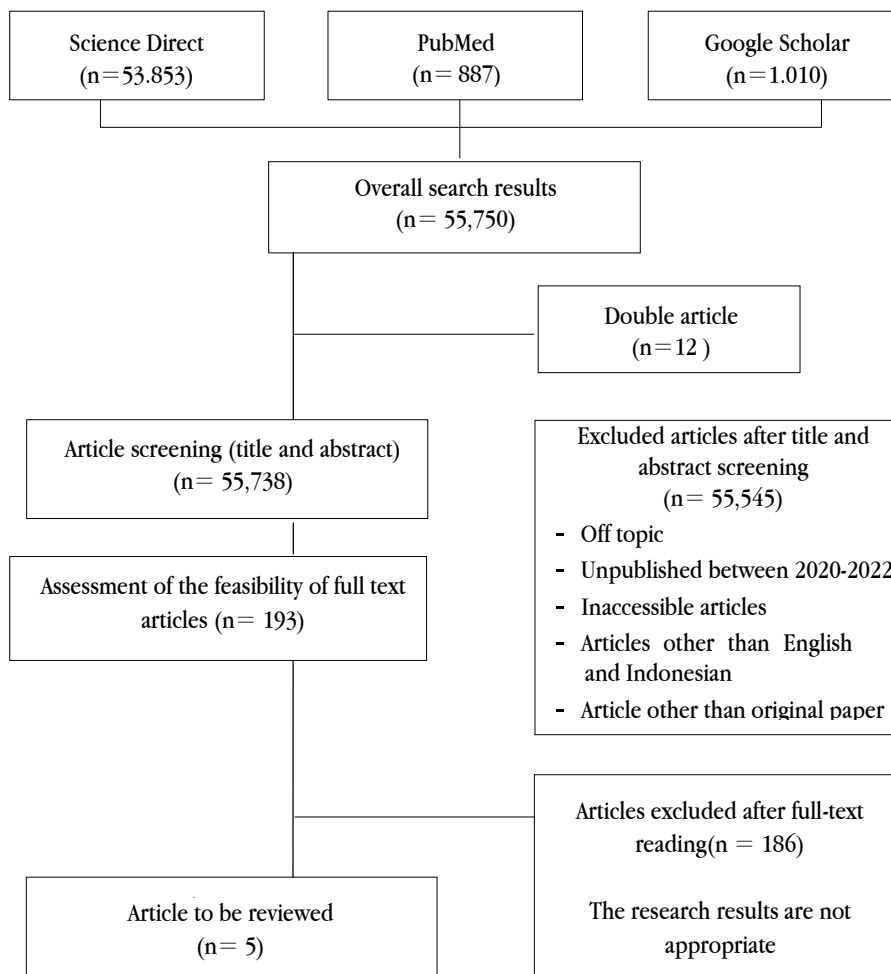 Science Direct
(n=53.853)
PubMed
(n= 887)
Google Scholar
(n=1.010)
Overall search results
(n= 55,750)
Double article
(n=12 )
Article screening (title and abstract)
(n= 55,738)
Excluded articles after title and
abstract screening
(n= 55,545)
- Off topic
- Unpublished between 2020-2022
- Inaccessible articles
- Articles other than English
and Indonesian
- Article other than original paper
Assessment of the feasibility of full text
articles (n= 193)
Articles excluded after full-text
reading(n = 186)
The research results are not
appropriate
Article to be reviewed
(n= 5)